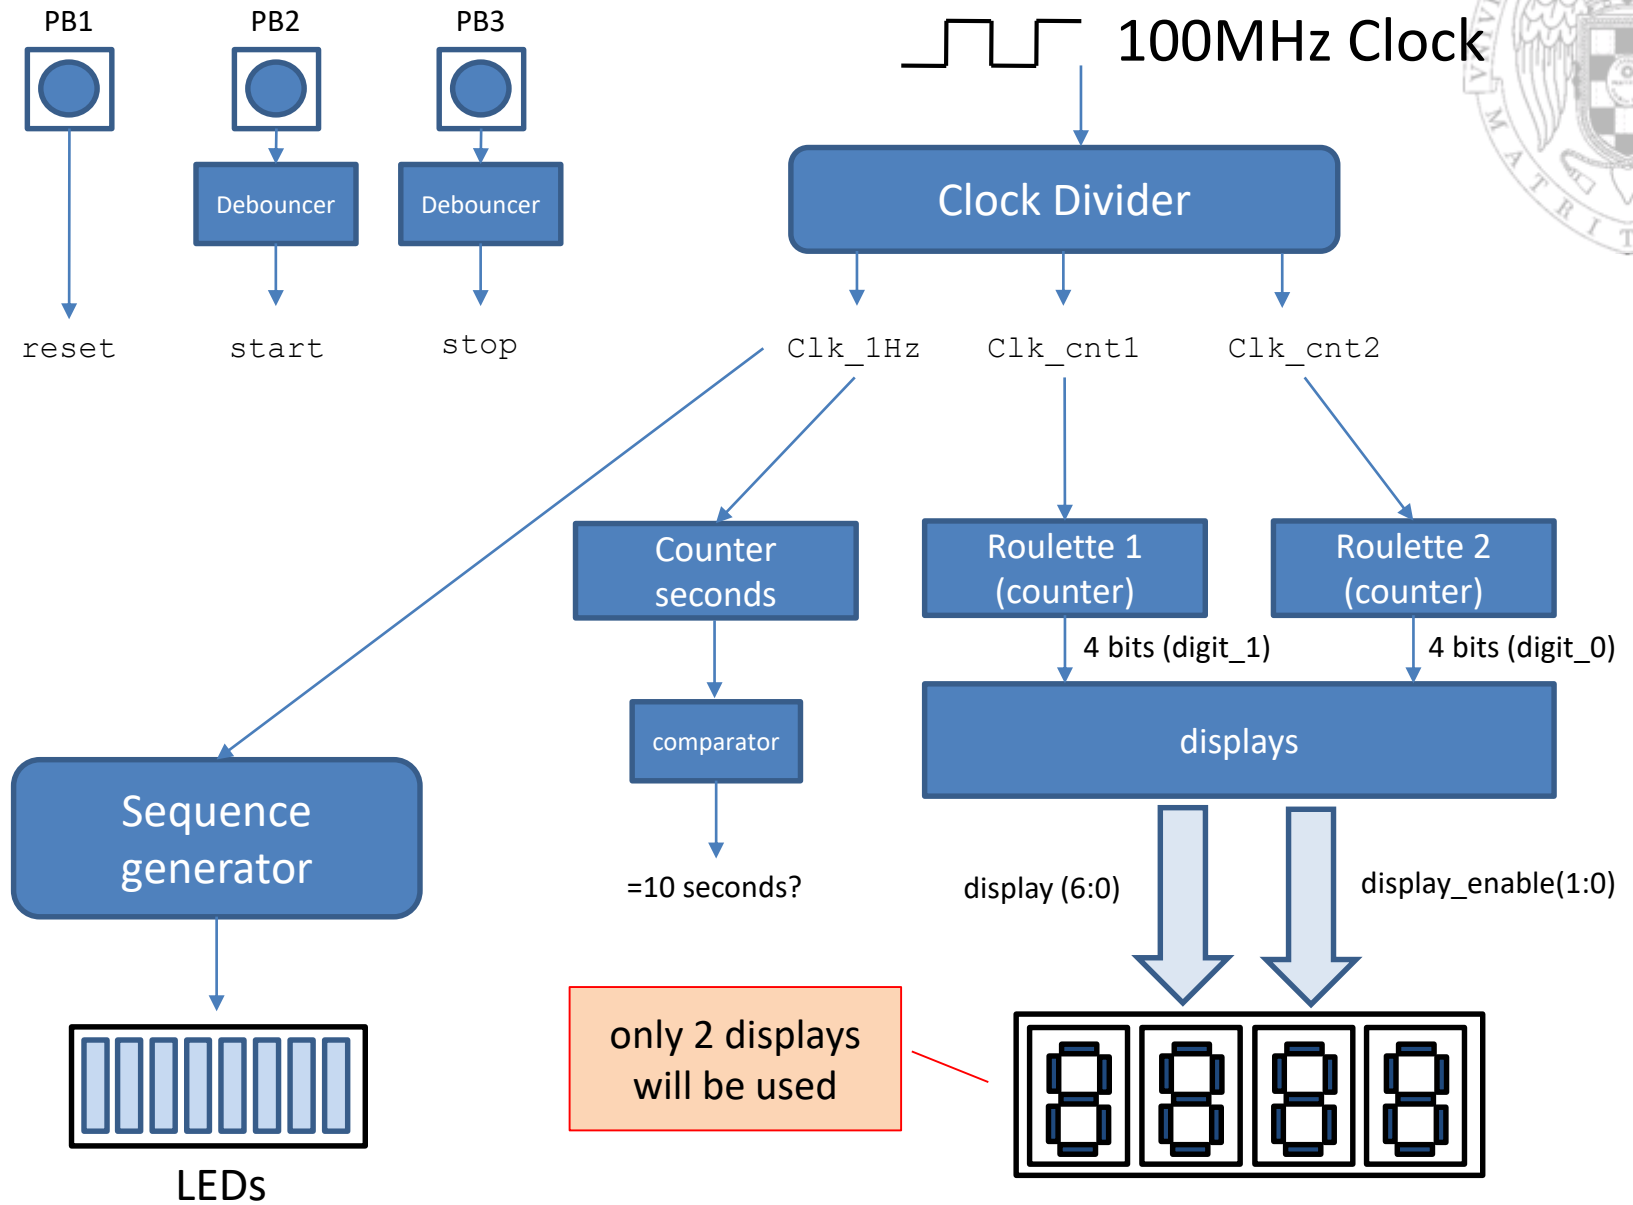 PB1
PB2
PB3
100MHz Clock
Debouncer
Debouncer
Clock Divider
reset
start
stop
Clk_1Hz
Clk_cnt1
Clk_cnt2
Counter
seconds
Roulette 1
(counter)
Roulette 2
(counter)
4 bits (digit_1)
4 bits (digit_0)
comparator
displays
Sequence
generator
=10 seconds?
display (6:0)
display_enable(1:0)
only 2 displays
will be used
LEDs